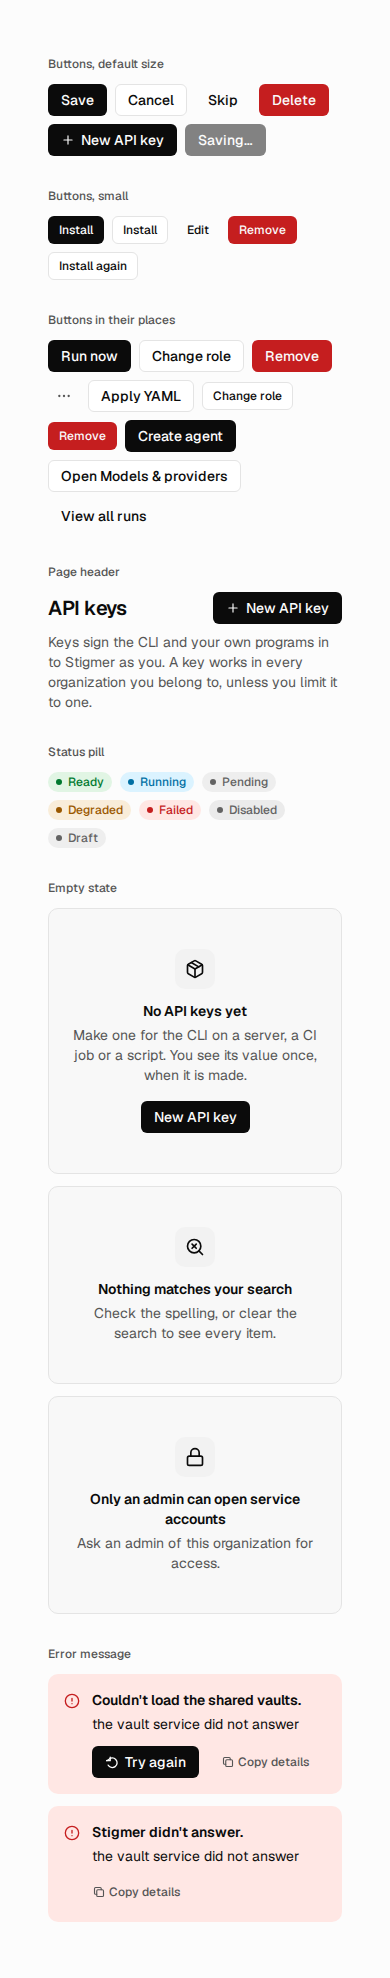 Buttons, default size
Save Cancel Skip Delete
New API key Saving...
Buttons, small
Install Install Edit Remove
Install again
Buttons in their places
Run now Change role Remove
... Apply YAML Change role
Remove Create agent
Open Models & providers
View all runs
Page header
API keys New API key
Keys sign the CLI and your own programs in
to Stigmer as you. A key works in every
organization you belong to, unless you limit it
to one.
Status pill
Ready Running Pending
Degraded Failed Disabled
Draft
Empty state
No API keys yet
Make one for the CLI on a server, a CI
job or a script. You see its value once,
when it is made.
New API key
Nothing matches your search
Check the spelling, or clear the
search to see every item.
Only an admin can open service
accounts
Ask an admin of this organization for
access.
Error message
Couldn't load the shared vaults.
the vault service did not answer
Try again Copy details
Stigmer didn't answer.
the vault service did not answer
Copy details